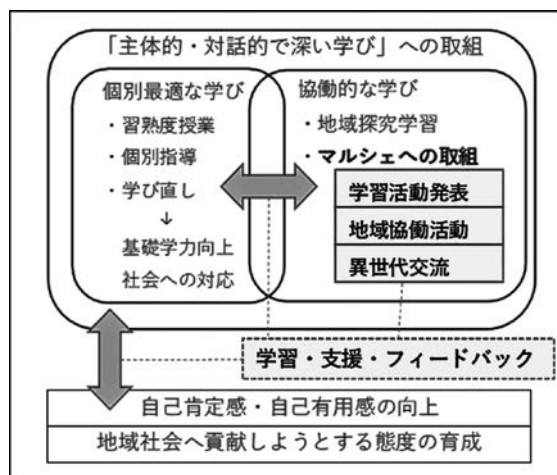 「主体的・対話的で深い学び」への取組
個別最適な学び
・習熟度授業
・個別指導
・学び直し
↓
基礎学力向上
社会への対応
協働的な学び
・地域探究学習
・マルシェへの取組
学習活動発表
地域協働活動
異世代交流
学習・支援・フィードバック
自己肯定感・自己有用感の向上
地域社会へ貢献しようとする態度の育成